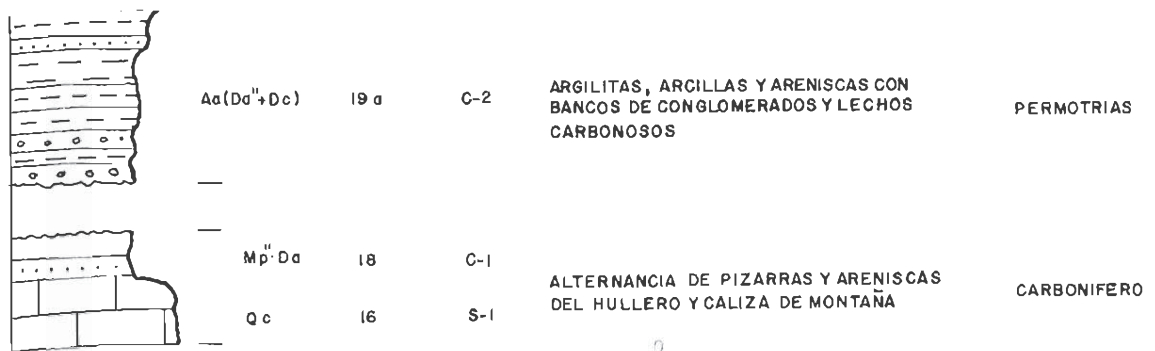 Aa(Da"+Dc) 19a C-2 ARGILITAS, ARCILLAS Y ARENISCAS CON
BANCOS DE CONGLOMERADOS Y LECHOS
CARBONOSOS
PERMOTRIAS
Mp"·Da 18 C-1
ALTERNANCIA DE PIZARRAS Y ARENISCAS
DEL HULLERO Y CALIZA DE MONTAÑA
CARBONIFERO
Qc 16 S-1